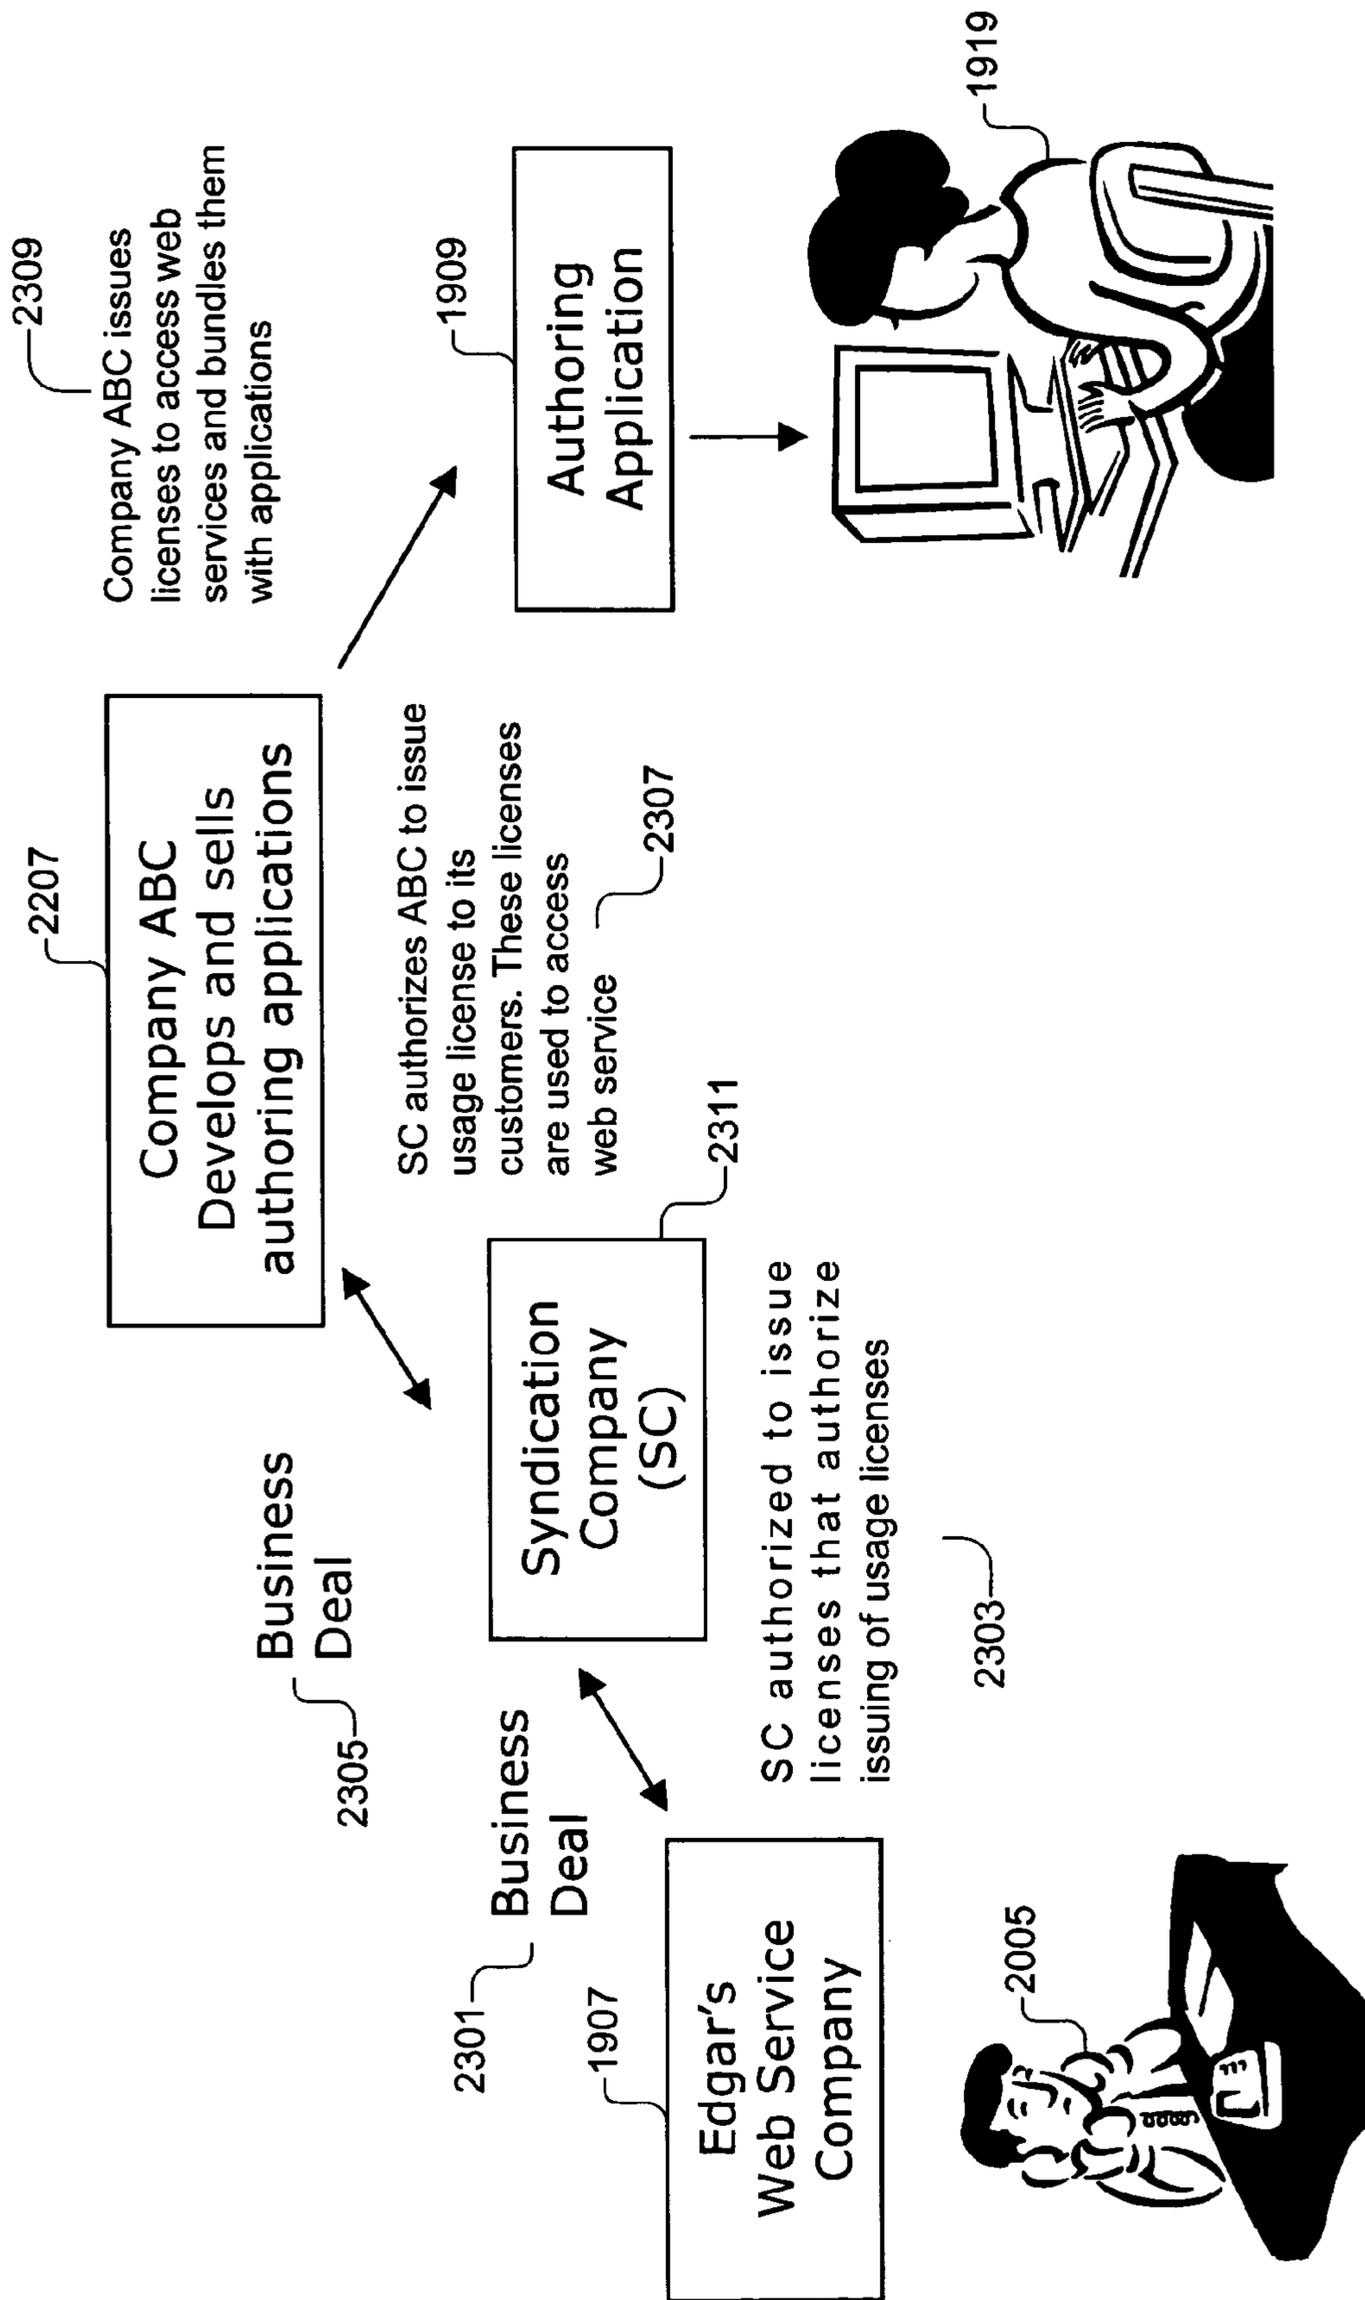 2309
Company ABC issues
licenses to access web
services and bundles them
with applications
2207
Company ABC
Develops and sells
authoring applications
1909
Authoring
Application
1919
SC authorizes ABC to issue
usage license to its
customers. These licenses
are used to access
web service
2307
Business
Deal
2305
Syndication
Company
(SC)
2311
SC authorized to issue
licenses that authorize
issuing of usage licenses
2303
2301
Business
Deal
1907
Edgar's
Web Service
Company
2005